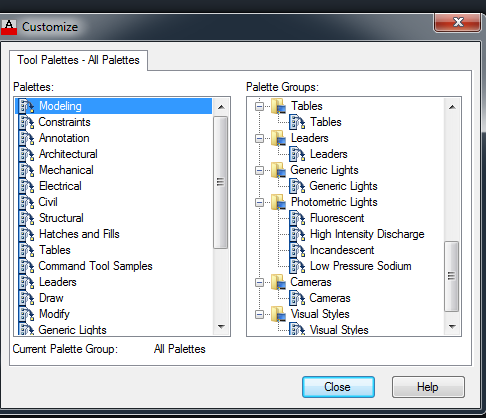 Customize
Tool Palettes - All Palettes
Palettes:
Modeling
Constraints
Annotation
Architectural
Mechanical
Electrical
Civil
Structural
Hatches and Fills
Tables
Command Tool Samples
Leaders
Draw
Modify
Generic Lights
Palette Groups:
Tables
Tables
Leaders
Leaders
Generic Lights
Generic Lights
Photometric Lights
Fluorescent
High Intensity Discharge
Incandescent
Low Pressure Sodium
Cameras
Cameras
Visual Styles
Visual Styles
Current Palette Group: All Palettes
Close
Help